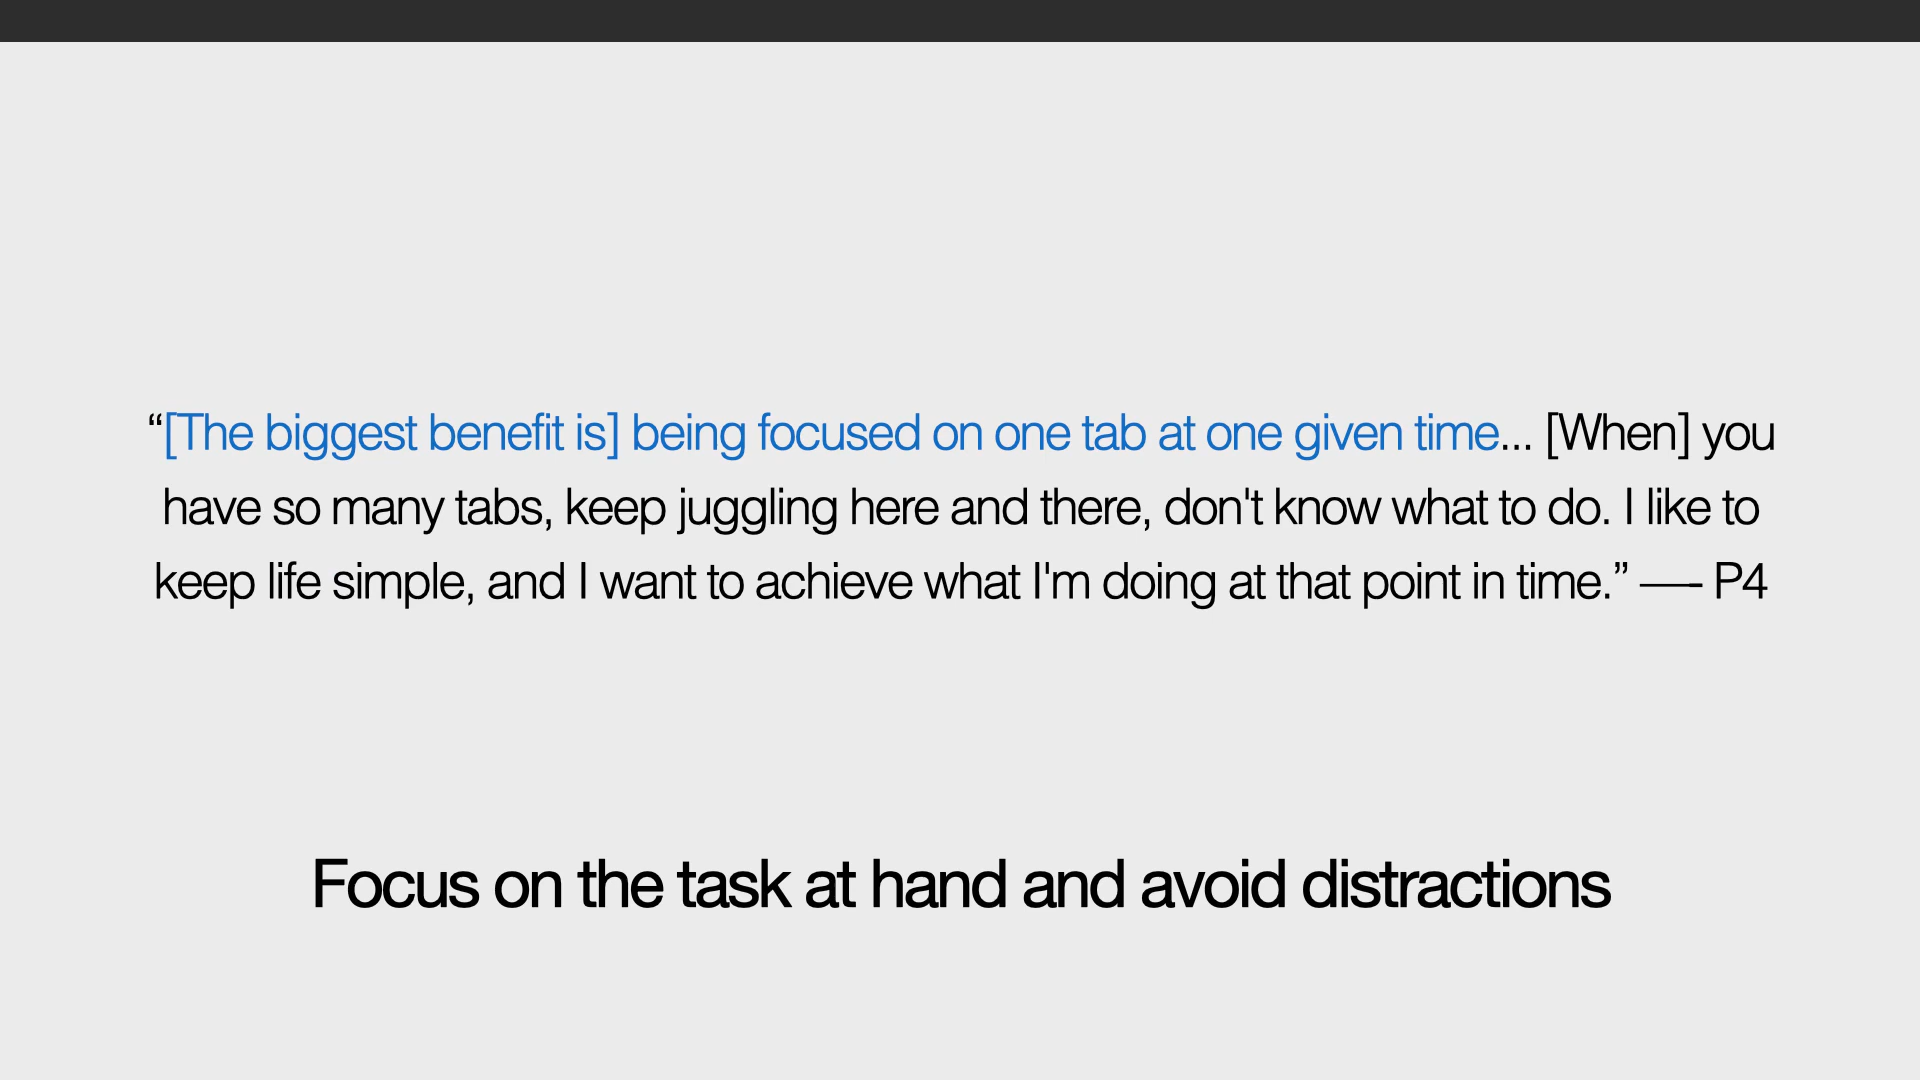 “[The biggest benefit is] being focused on one tab at one given time... [When] you
have so many tabs, keep juggling here and there, don't know what to do. I like to
keep life simple, and I want to achieve what I'm doing at that point in time.” —- P4
Focus on the task at hand and avoid distractions